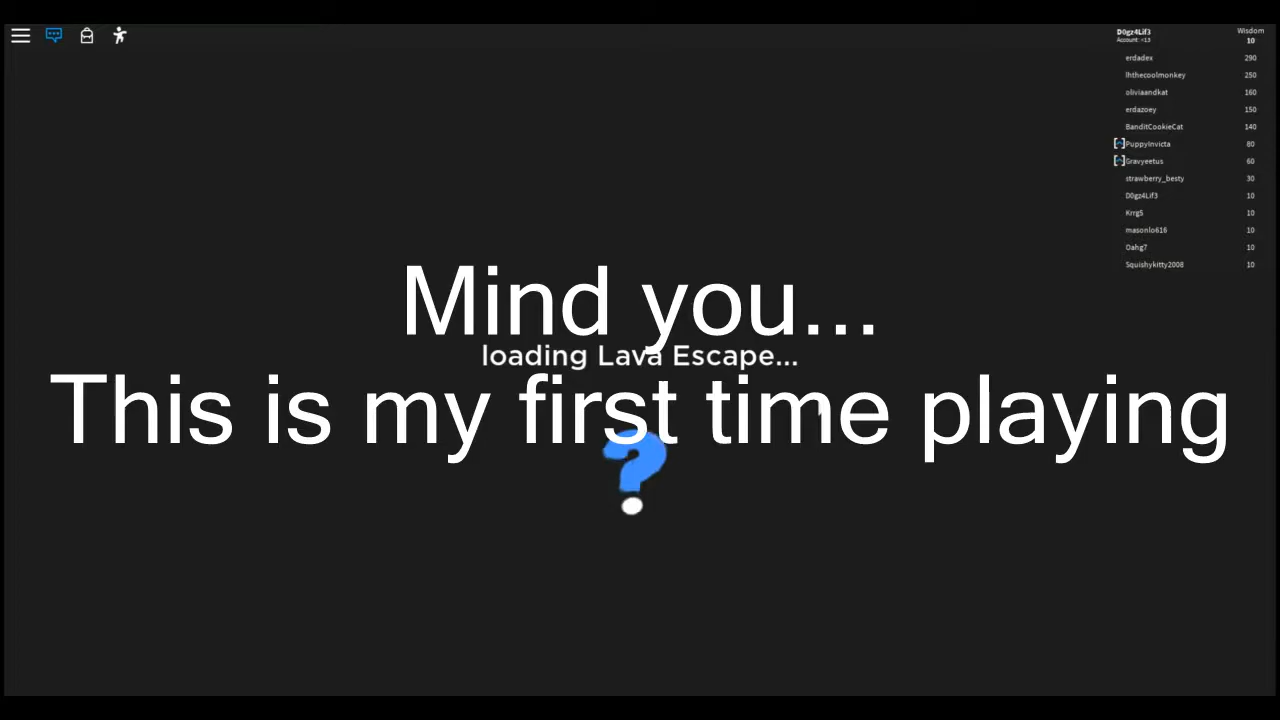 D0gz4Lif3
Account: <13
Wisdom
10
erdadex 290
lhthecoolmonkey 250
oliviaandkat 160
erdazoey 150
BanditCookieCat 140
PuppyInvicta 80
Gravyeetus 60
strawberry_besty 30
D0gz4Lif3 10
Krrg5 10
masonlo616 10
Oahg7 10
Squishykitty2008 10
Mind you...
loading Lava Escape...
This is my first time playing
?